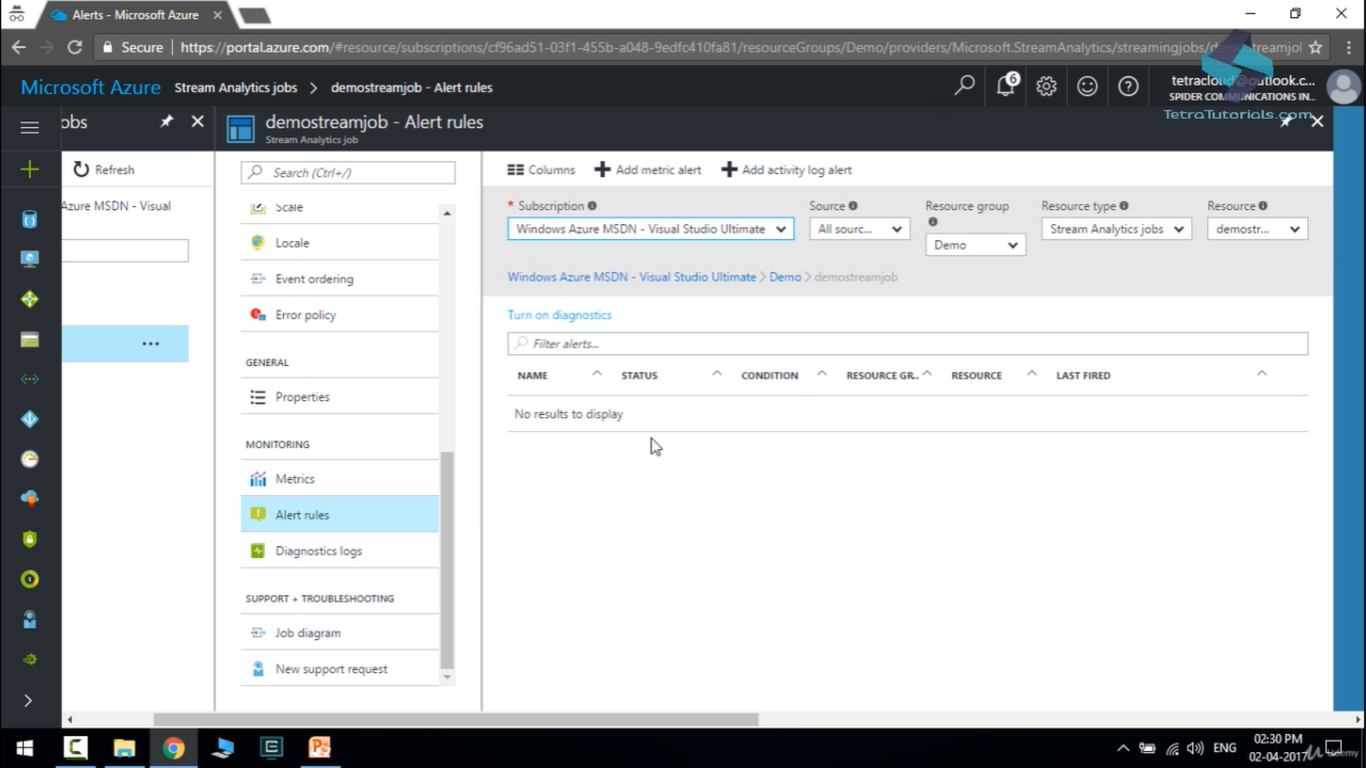 Alerts - Microsoft Azure
Secure
https://portal.azure.com/#resource/subscriptions/cf96ad51-03f1-455b-a048-9edfc410fa81/resourceGroups/Demo/providers/Microsoft.StreamAnalytics/streamingjobs/
Microsoft Azure
Stream Analytics jobs
demostreamjob - Alert rules
6
tetracloud@outlook.c...
SPIDER COMMUNICATIONS IN...
TetraTutorials.com
obs
demostreamjob - Alert rules
Stream Analytics job
Refresh
Azure MSDN - Visual
...
Search (Ctrl+/)
Scale
Locale
Event ordering
Error policy
GENERAL
Properties
MONITORING
Metrics
Alert rules
Diagnostics logs
SUPPORT + TROUBLESHOOTING
Job diagram
New support request
Columns
Add metric alert
Add activity log alert
* Subscription
Windows Azure MSDN - Visual Studio Ultimate
Source
All sourc...
Resource group
Demo
Resource type
Stream Analytics jobs
Resource
demostr...
Windows Azure MSDN - Visual Studio Ultimate > Demo > demostreamjob
Turn on diagnostics
Filter alerts...
NAME STATUS CONDITION RESOURCE GR.. RESOURCE LAST FIRED
No results to display
ENG
02:30 PM
02-04-2017
Udemy